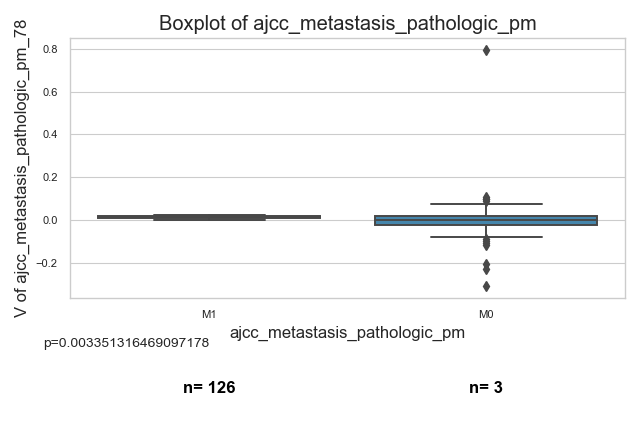 Boxplot of ajcc_metastasis_pathologic_pm
V of ajcc_metastasis_pathologic_pm_78
0.8
0.6
0.4
0.2
0.0
−0.2
M1 M0
ajcc_metastasis_pathologic_pm
p=0.003351316469097178
n= 126 n= 3